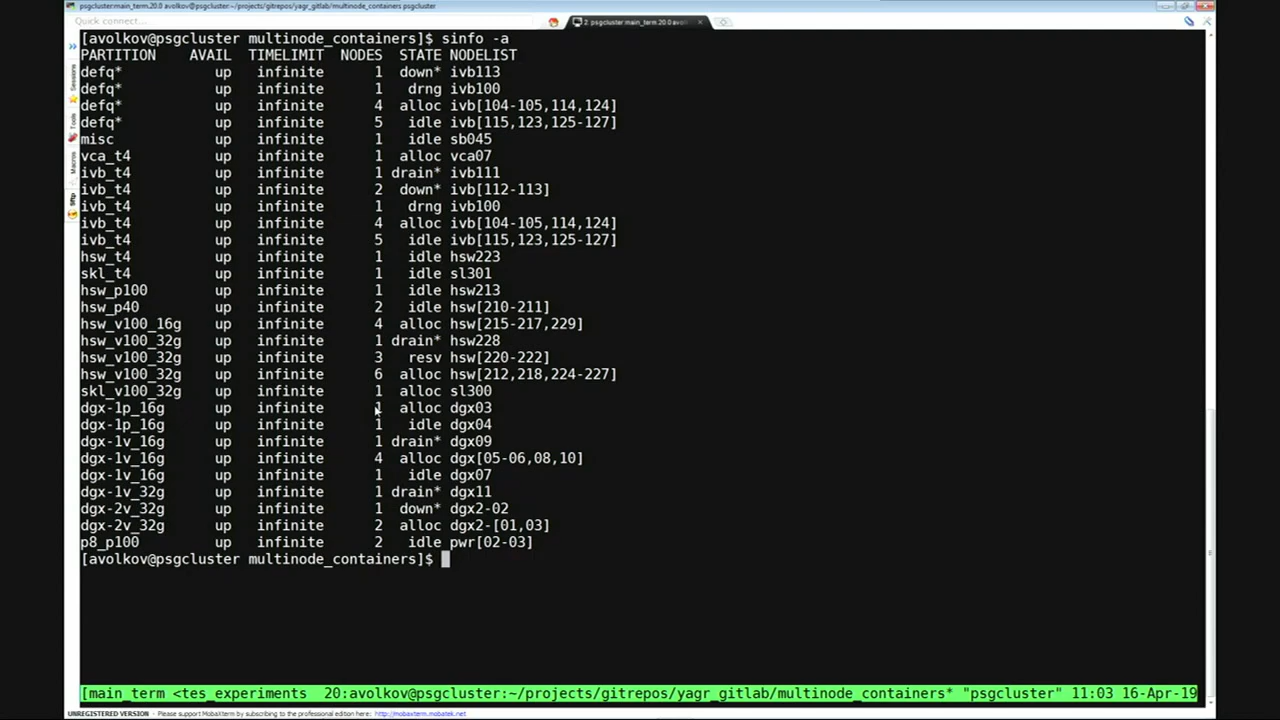 psgcluster:main_term.20.0 avolkov@psgcluster:~/projects/gitrepos/yagr_gitlab/multinode_containers psgcluster
Quick connect...
2. psgcluster:main_term.20.0 avol
Sessions
Tools
Macros
Sftp
[avolkov@psgcluster multinode_containers]$ sinfo -a
PARTITION AVAIL TIMELIMIT NODES STATE NODELIST
defq* up infinite 1 down* ivb113
defq* up infinite 1 drng ivb100
defq* up infinite 4 alloc ivb[104-105,114,124]
defq* up infinite 5 idle ivb[115,123,125-127]
misc up infinite 1 idle sb045
vca_t4 up infinite 1 alloc vca07
ivb_t4 up infinite 1 drain* ivb111
ivb_t4 up infinite 2 down* ivb[112-113]
ivb_t4 up infinite 1 drng ivb100
ivb_t4 up infinite 4 alloc ivb[104-105,114,124]
ivb_t4 up infinite 5 idle ivb[115,123,125-127]
hsw_t4 up infinite 1 idle hsw223
skl_t4 up infinite 1 idle sl301
hsw_p100 up infinite 1 idle hsw213
hsw_p40 up infinite 2 idle hsw[210-211]
hsw_v100_16g up infinite 4 alloc hsw[215-217,229]
hsw_v100_32g up infinite 1 drain* hsw228
hsw_v100_32g up infinite 3 resv hsw[220-222]
hsw_v100_32g up infinite 6 alloc hsw[212,218,224-227]
skl_v100_32g up infinite 1 alloc sl300
dgx-1p_16g up infinite 1 alloc dgx03
dgx-1p_16g up infinite 1 idle dgx04
dgx-1v_16g up infinite 1 drain* dgx09
dgx-1v_16g up infinite 4 alloc dgx[05-06,08,10]
dgx-1v_16g up infinite 1 idle dgx07
dgx-1v_32g up infinite 1 drain* dgx11
dgx-2v_32g up infinite 1 down* dgx2-02
dgx-2v_32g up infinite 2 alloc dgx2-[01,03]
p8_p100 up infinite 2 idle pwr[02-03]
[avolkov@psgcluster multinode_containers]$
[main_term <tes_experiments 20:avolkov@psgcluster:~/projects/gitrepos/yagr_gitlab/multinode_containers* "psgcluster" 11:03 16-Apr-19
UNREGISTERED VERSION - Please support MobaXterm by subscribing to the professional edition here: http://mobaxterm.mobatek.net